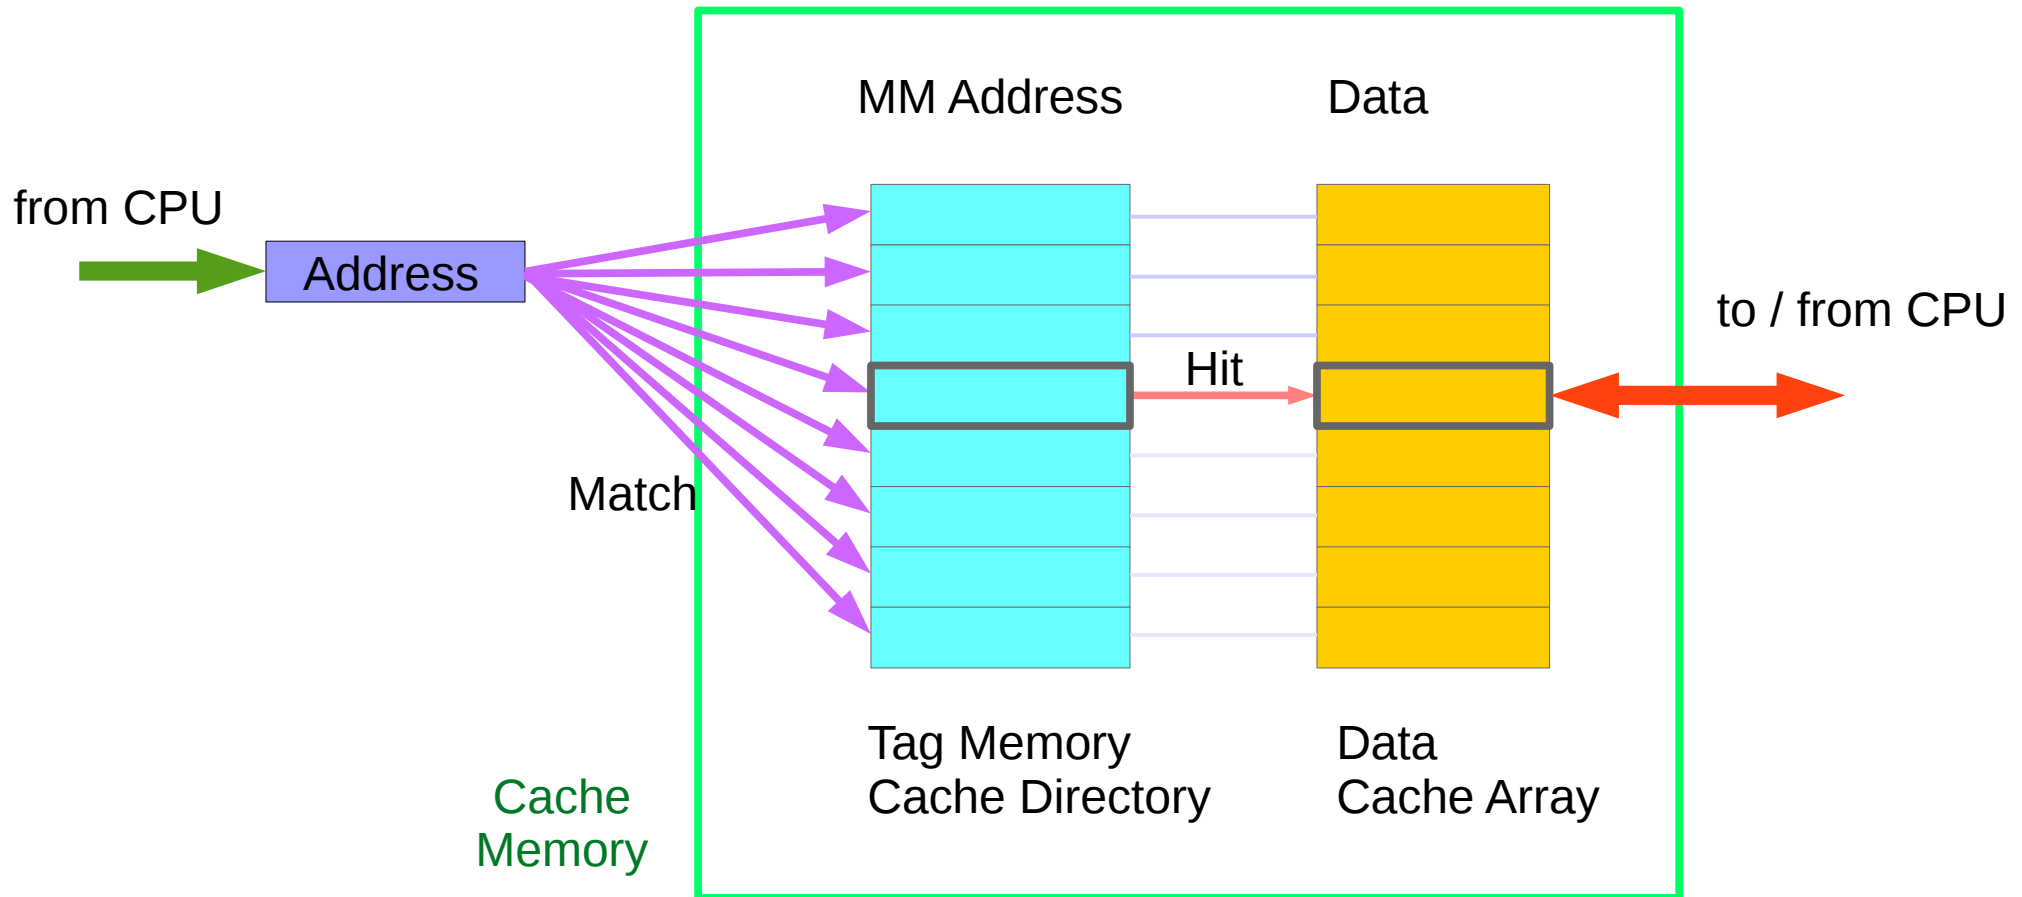 MM Address
Data
from CPU
Address
to / from CPU
Hit
Match
Tag Memory
Cache Directory
Data
Cache Array
Cache
Memory